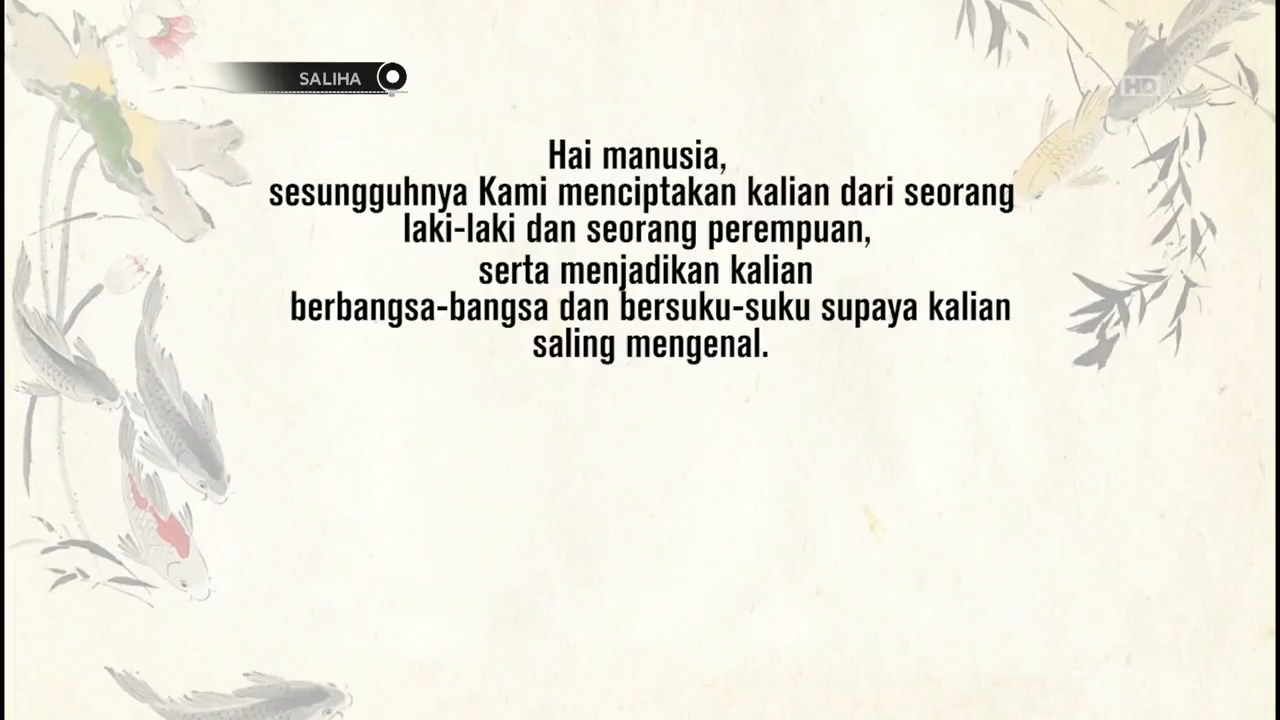 SALIHA
HD
Hai manusia,
sesungguhnya Kami menciptakan kalian dari seorang
laki-laki dan seorang perempuan,
serta menjadikan kalian
berbangsa-bangsa dan bersuku-suku supaya kalian
saling mengenal.